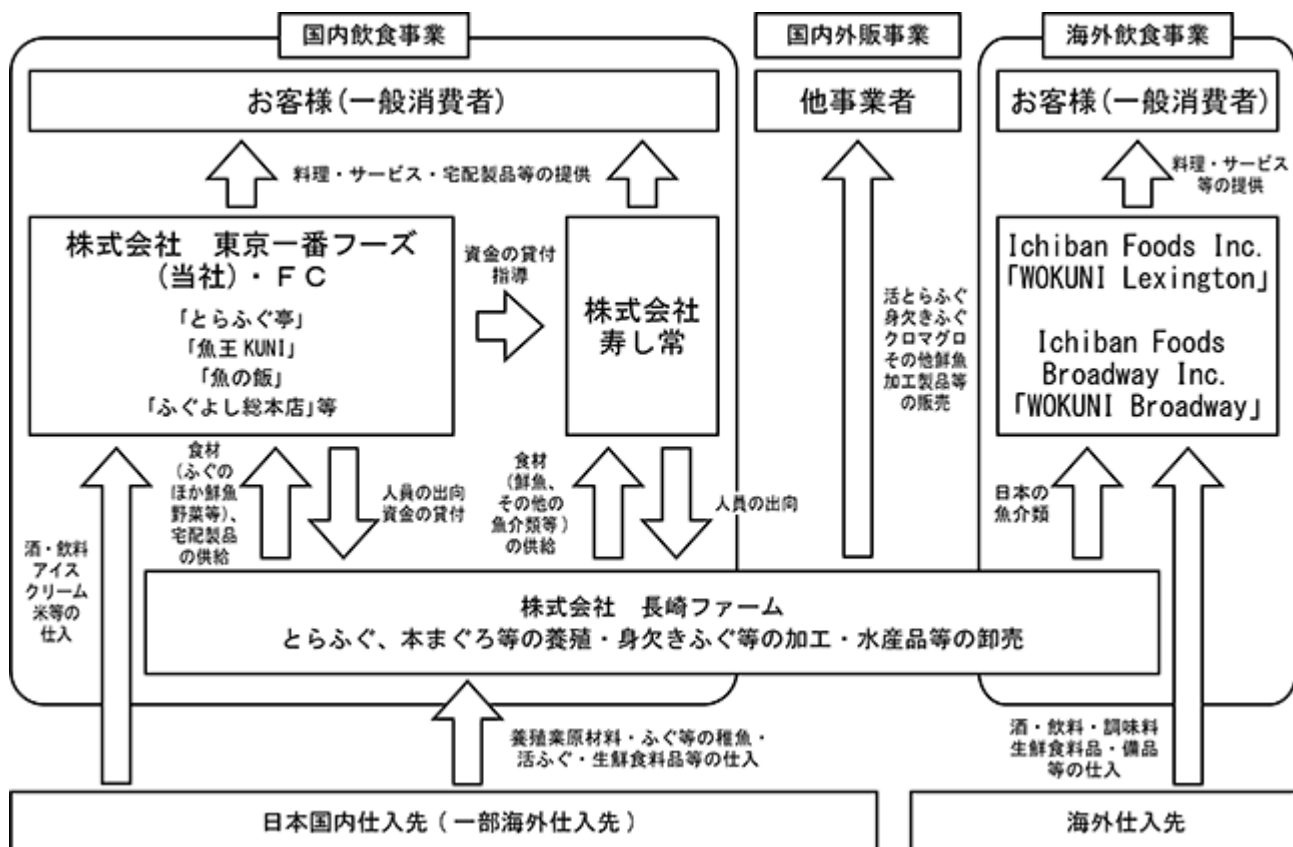 国内飲食事業
国内外販事業
海外飲食事業
お客様(一般消費者)
他事業者
お客様(一般消費者)
料理・サービス・宅配製品等の提供
料理・サービス
等の提供
株式会社　東京一番フーズ
(当社)・ＦＣ
「とらふぐ亭」
「魚王 KUNI」
「魚の飯」
「ふぐよし総本店」等
資金の貸付
指導
株式会社
寿し常
活とらふぐ
身欠きふぐ
クロマグロ
その他鮮魚
加工製品等
の販売
Ichiban Foods Inc.
「WOKUNI Lexington」
Ichiban Foods
Broadway Inc.
「WOKUNI Broadway」
酒・飲料
アイス
クリーム
米等の
仕入
食材
(ふぐの
ほか鮮魚
野菜等)、
宅配製品
の供給
人員の出向
資金の貸付
食材
(鮮魚、
その他の
魚介類等)
の供給
人員の出向
日本の
魚介類
株式会社　長崎ファーム
とらふぐ、本まぐろ等の養殖・身欠きふぐ等の加工・水産品等の卸売
養殖業原材料・ふぐ等の稚魚・
活ふぐ・生鮮食料品等の仕入
酒・飲料・調味料
生鮮食料品・備品
等の仕入
日本国内仕入先(一部海外仕入先)
海外仕入先